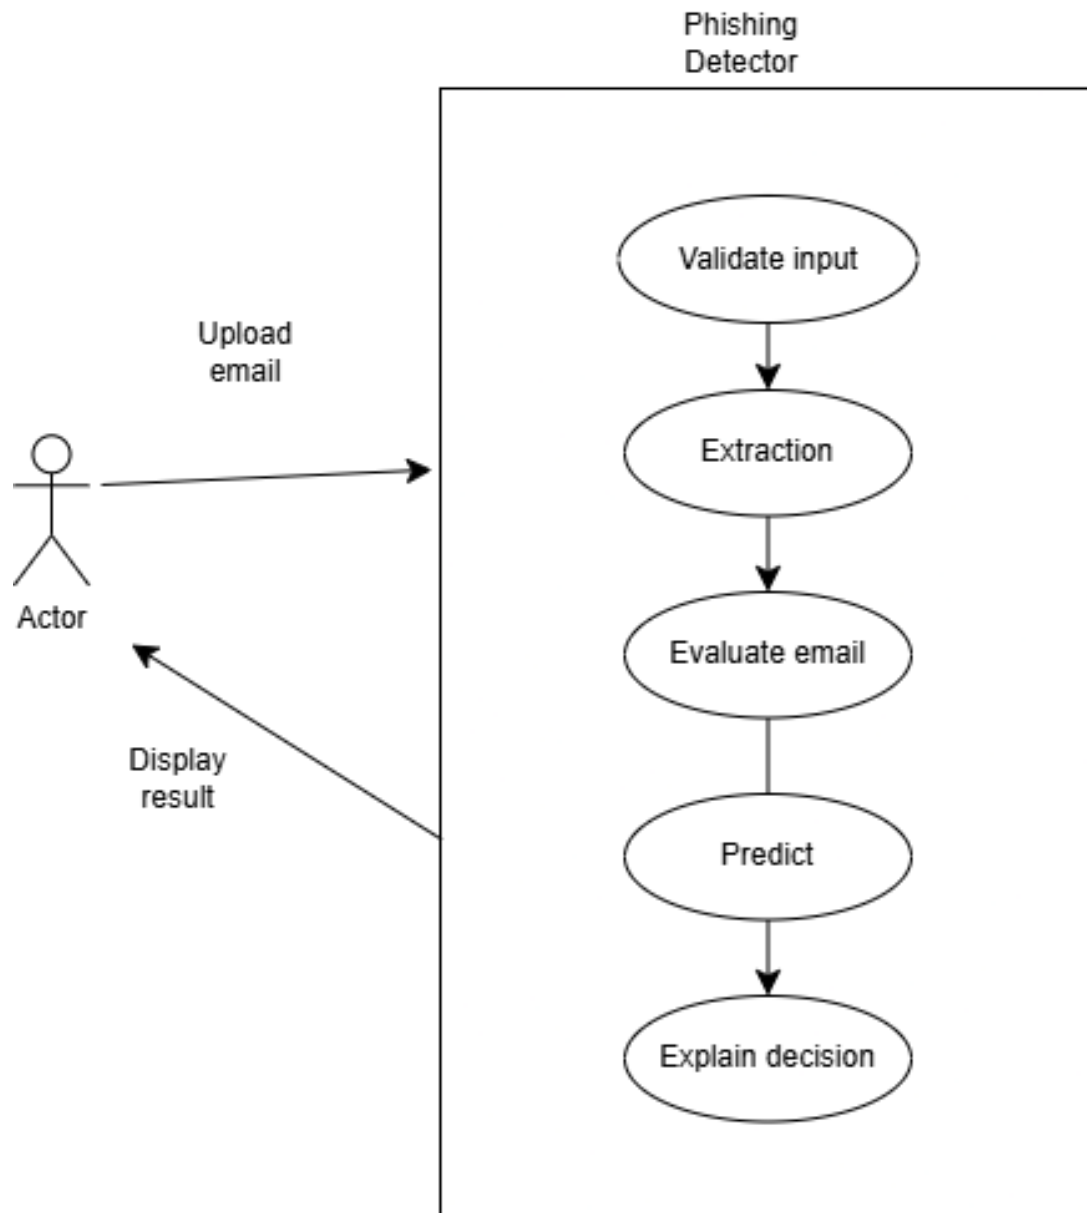 Phishing
Detector
Validate input
Upload
email
Extraction
Actor
Evaluate email
Display
result
Predict
Explain decision